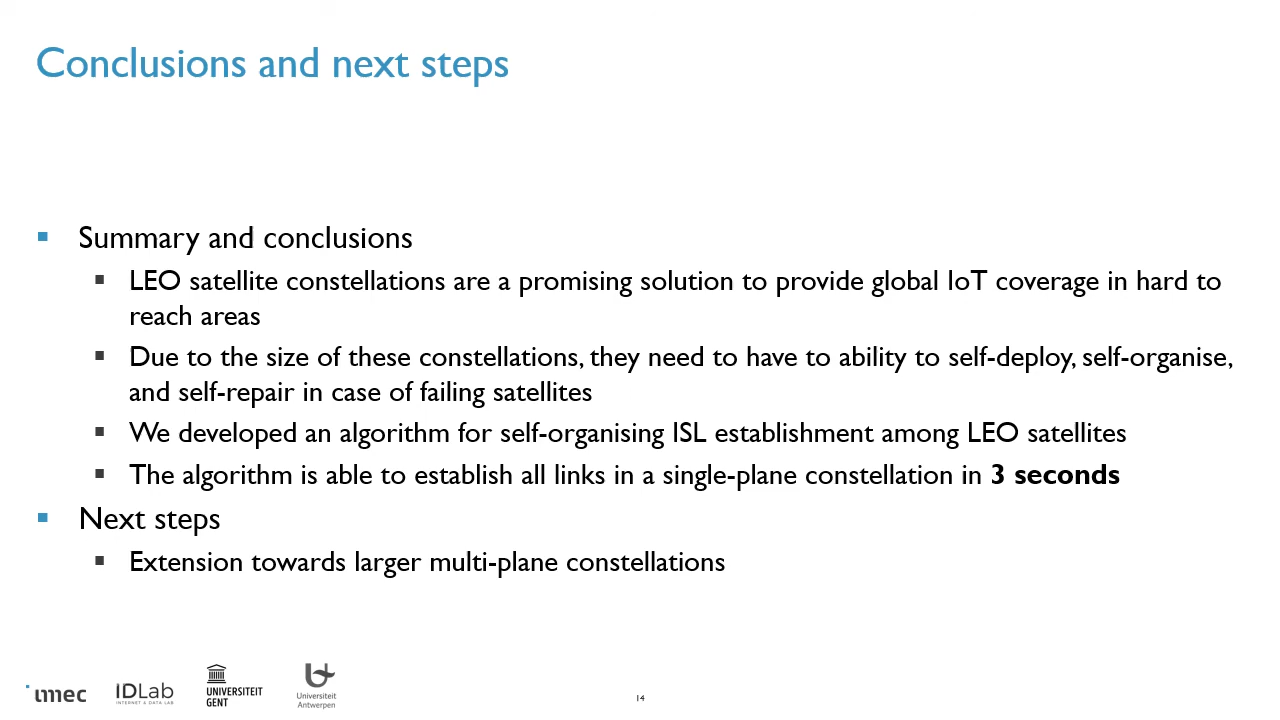 Conclusions and next steps
Summary and conclusions
LEO satellite constellations are a promising solution to provide global IoT coverage in hard to
reach areas
Due to the size of these constellations, they need to have to ability to self-deploy, self-organise,
and self-repair in case of failing satellites
We developed an algorithm for self-organising ISL establishment among LEO satellites
The algorithm is able to establish all links in a single-plane constellation in 3 seconds
Next steps
Extension towards larger multi-plane constellations
imec
IDLab
INTERNET & DATA LAB
UNIVERSITEIT
GENT
Universiteit
Antwerpen
14